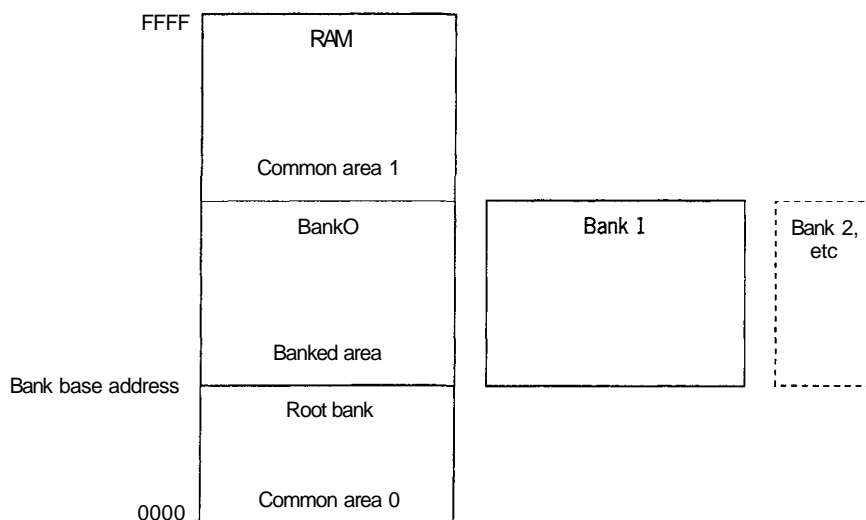 FFFF
RAM
Common area 1
Bank0
Bank 1
Bank 2,
etc
Banked area
Bank base address
Root bank
Common area 0
0000